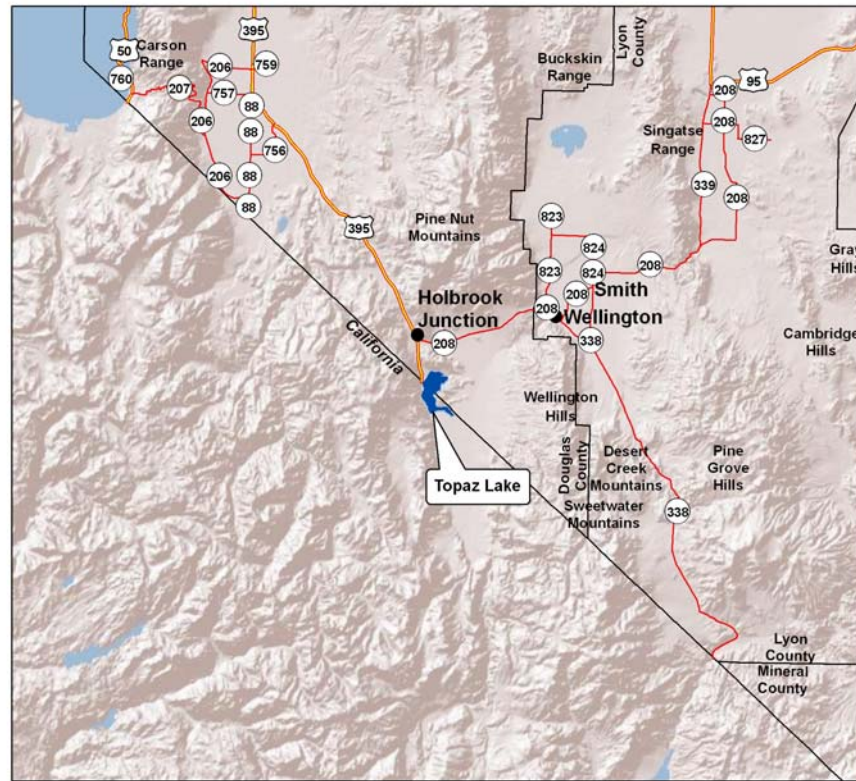 395
50
Carson
Range
760
207
206
759
757
88
206
88
756
206
88
88
395
Pine Nut
Mountains
Buckskin
Range
Lyon
County
208
95
208
Singatse
Range
827
339
208
823
824
823
824
208
208
Smith
208
Wellington
338
Holbrook
Junction
208
California
Gray
Hills
Cambridge
Hills
Topaz Lake
Wellington
Hills
Douglas
County
Desert
Creek
Mountains
Sweetwater
Mountains
Pine
Grove
Hills
338
Lyon
County
Mineral
County